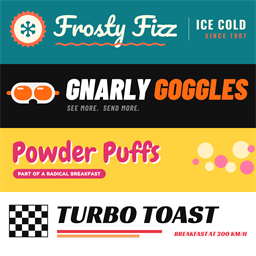 Frosty Fizz
ICE COLD
SINCE 1987
GNARLY GOGGLES
SEE MORE. SEND MORE.
Powder Puffs
PART OF A RADICAL BREAKFAST
TURBO TOAST
BREAKFAST AT 200 KM/H